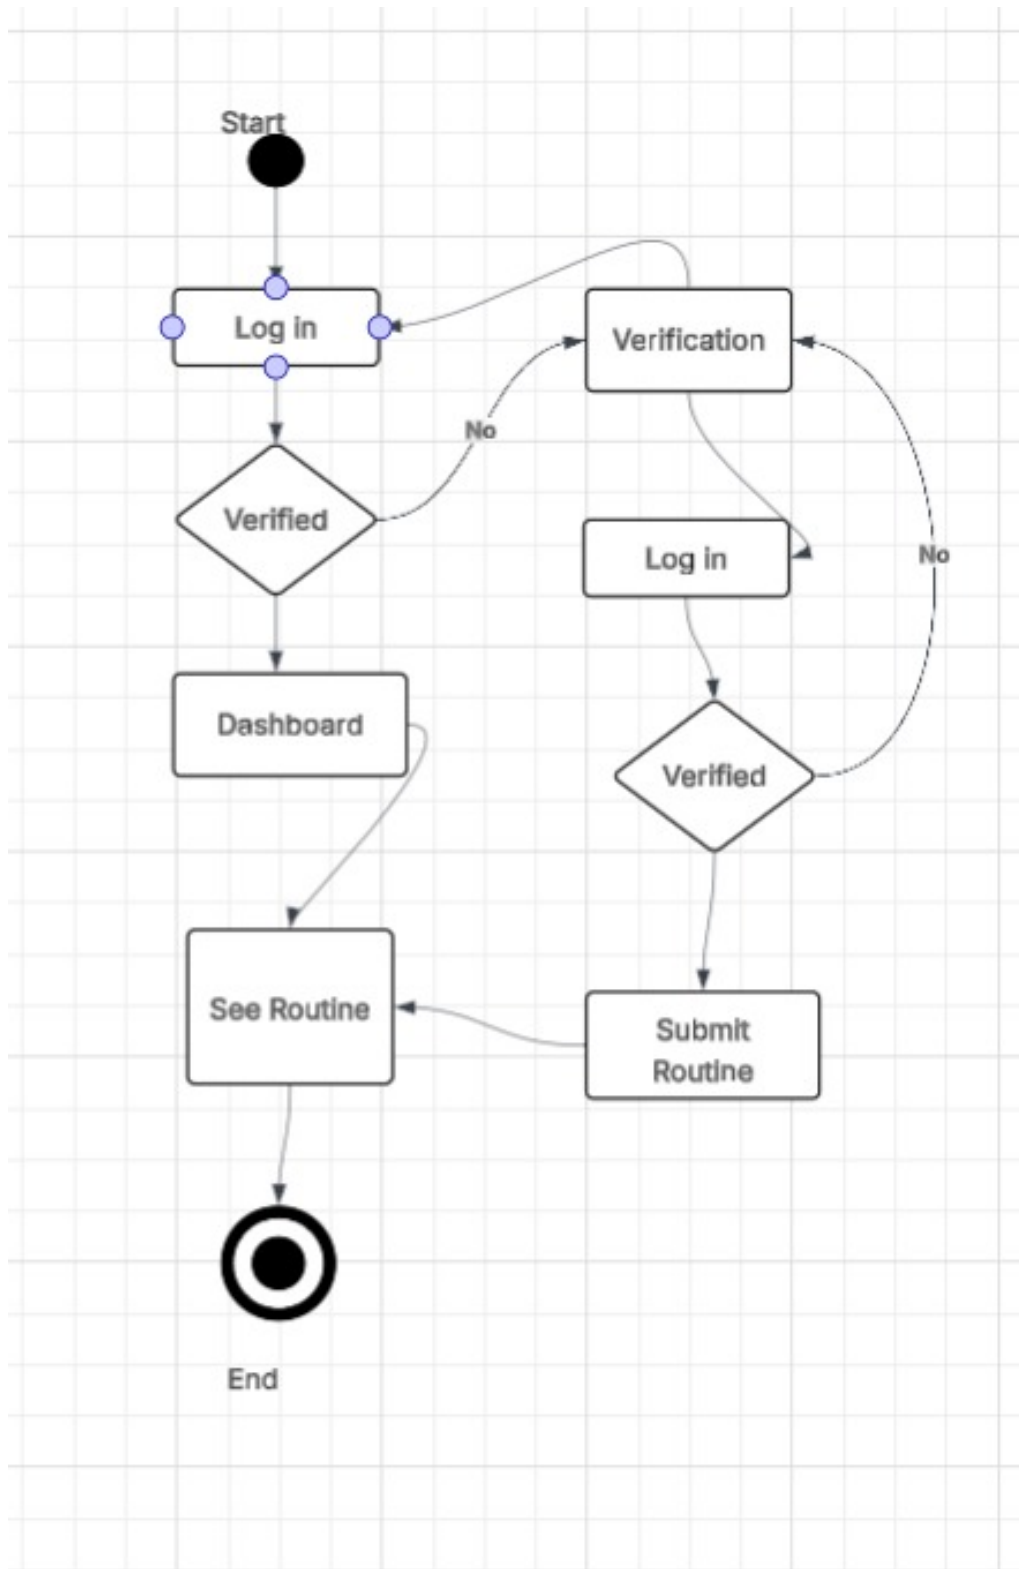 Start
Log in
Verification
No
Verified
Log in
No
Dashboard
Verified
See Routine
Submit
Routine
End